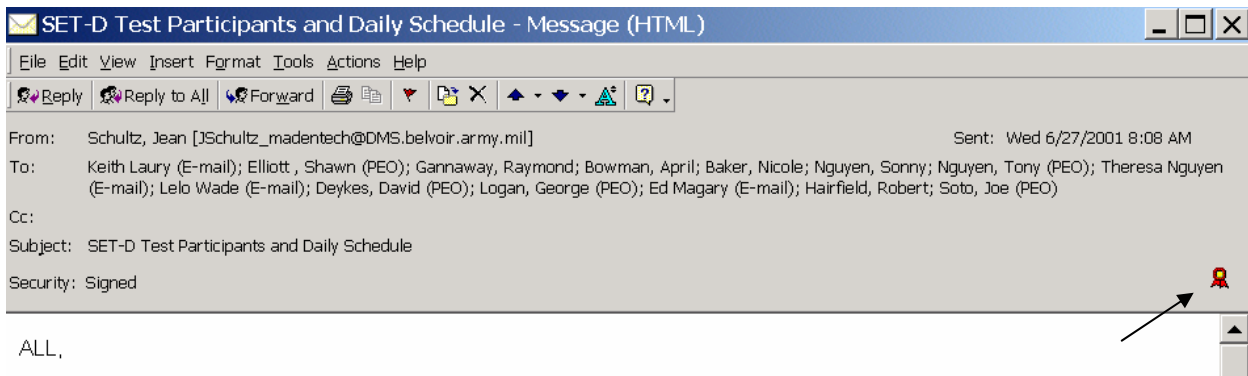 SET-D Test Participants and Daily Schedule - Message (HTML)
File Edit View Insert Format Tools Actions Help
Reply Reply to All Forward
From: Schultz, Jean [JSchultz_madentech@DMS.belvoir.army.mil] Sent: Wed 6/27/2001 8:08 AM
To: Keith Laury (E-mail); Elliott , Shawn (PEO); Gannaway, Raymond; Bowman, April; Baker, Nicole; Nguyen, Sonny; Nguyen, Tony (PEO); Theresa Nguyen
(E-mail); Lelo Wade (E-mail); Deykes, David (PEO); Logan, George (PEO); Ed Magary (E-mail); Hairfield, Robert; Soto, Joe (PEO)
Cc:
Subject: SET-D Test Participants and Daily Schedule
Security: Signed
ALL,